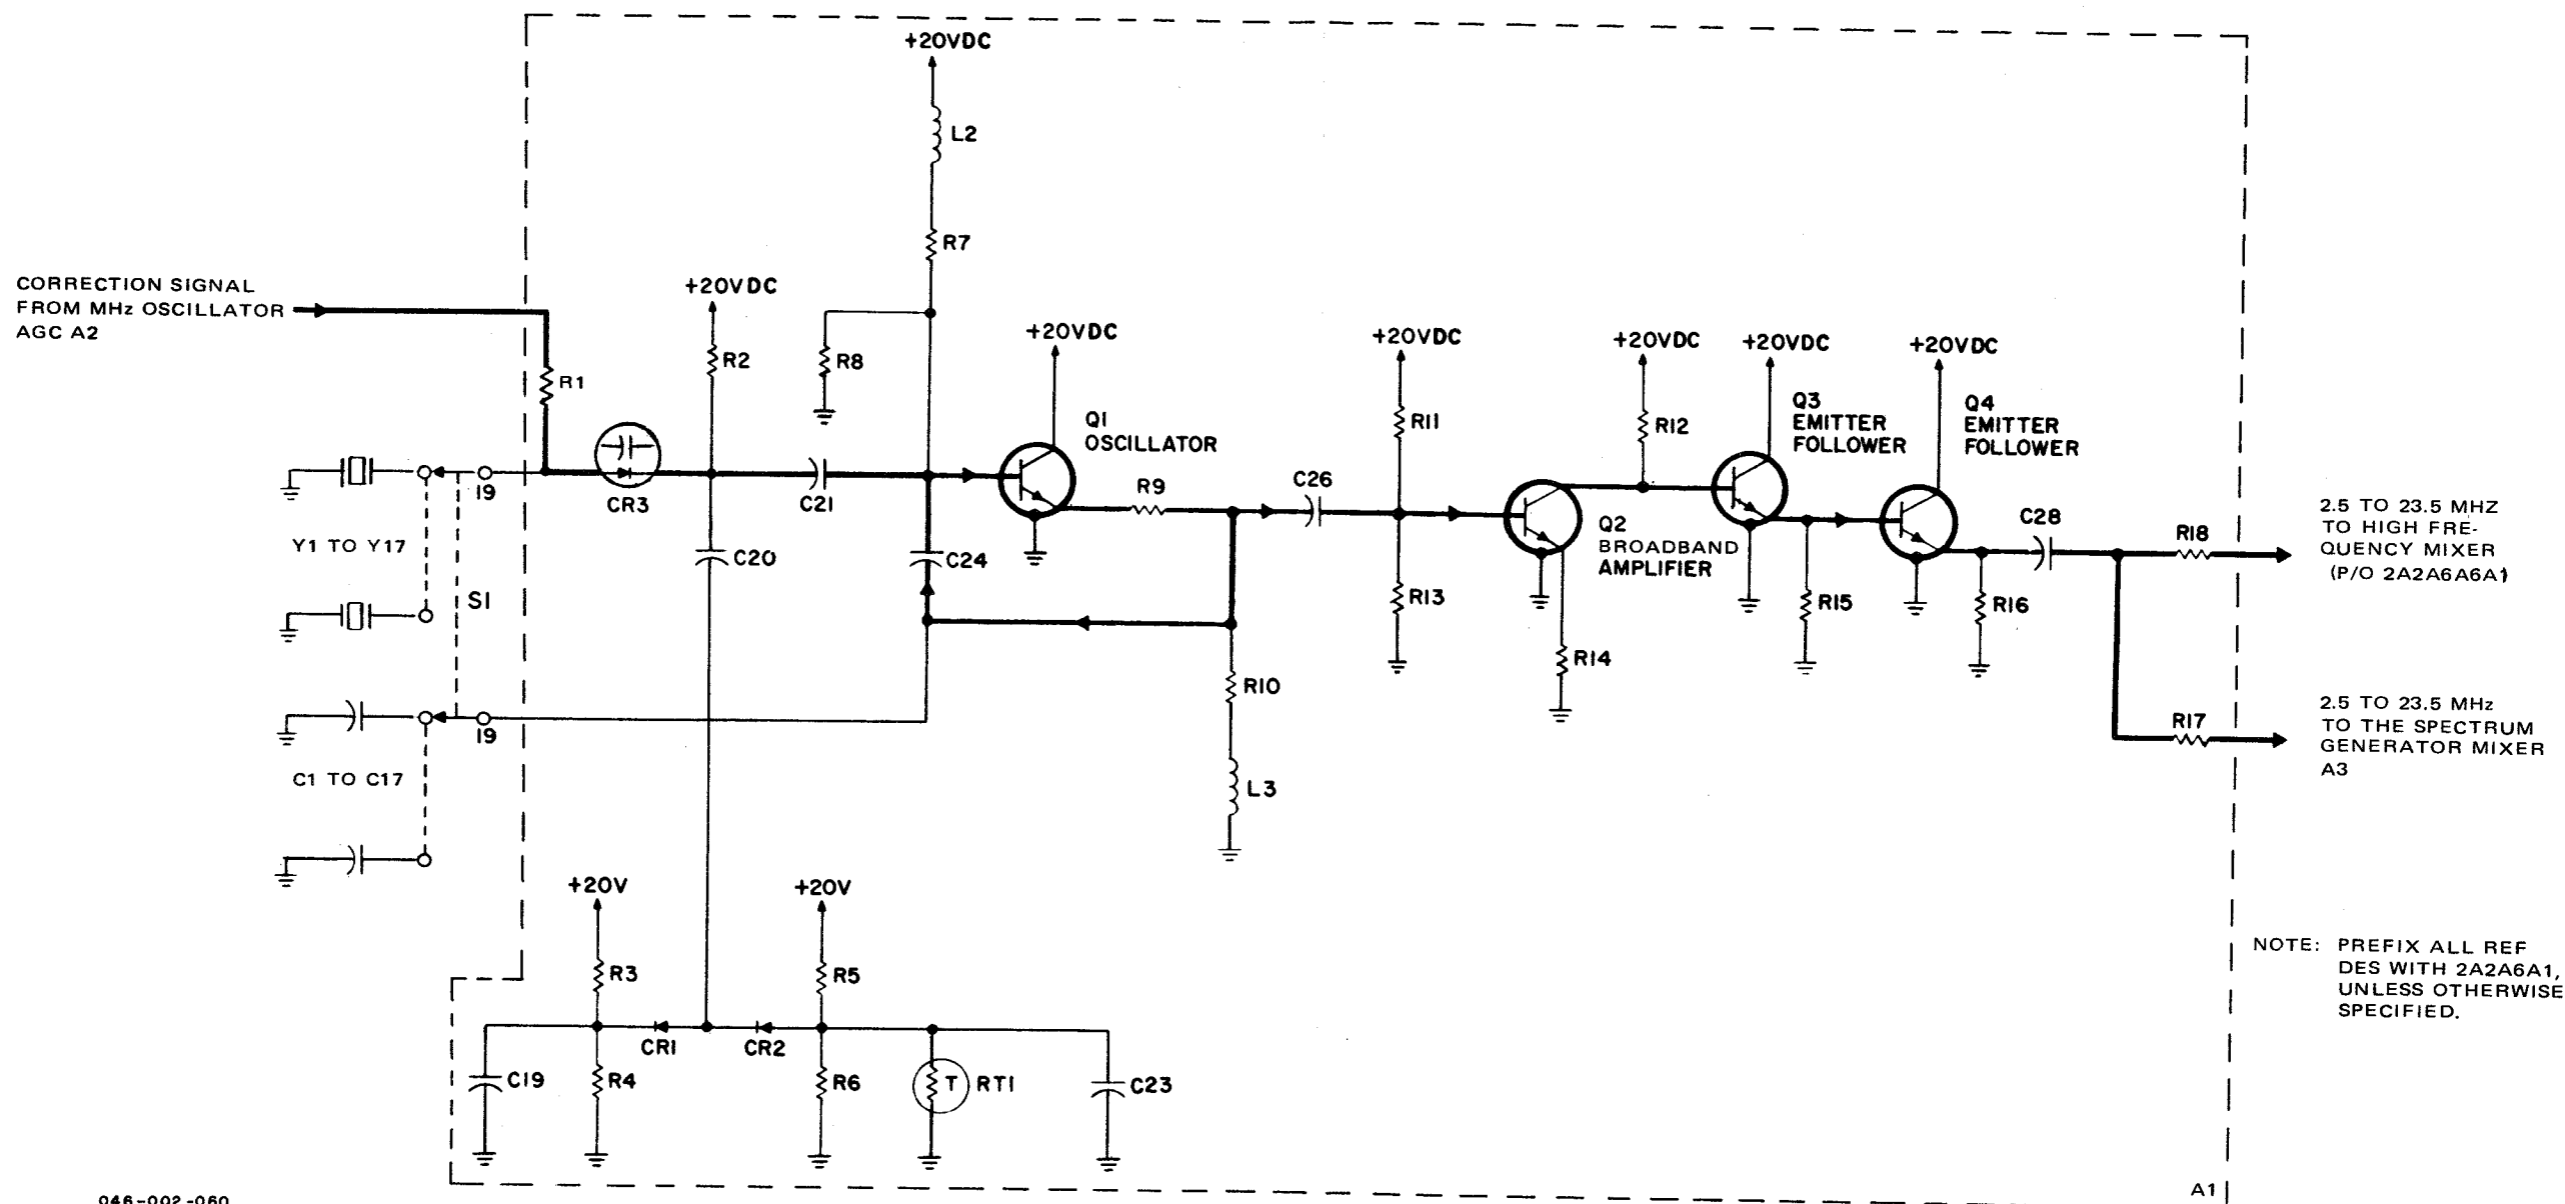 +20VDC
L2
R7
CORRECTION SIGNAL
FROM MHz OSCILLATOR
AGC A2
R1
+20VDC
R2
R8
+20VDC
Q1
OSCILLATOR
+20VDC
R11
+20VDC
R12
+20VDC
Q3
EMITTER
FOLLOWER
+20VDC
Q4
EMITTER
FOLLOWER
19
CR3
C21
R9
C26
Q2
BROADBAND
AMPLIFIER
C28
R18
2.5 TO 23.5 MHZ
TO HIGH FRE-
QUENCY MIXER
(P/O 2A2A6A6A1)
Y1 TO Y17
S1
C20
C24
R13
R14
R15
R16
R10
19
C1 TO C17
L3
R17
2.5 TO 23.5 MHz
TO THE SPECTRUM
GENERATOR MIXER
A3
+20V
+20V
R3
R5
CR1
CR2
C19
R4
R6
T
RT1
C23
NOTE: PREFIX ALL REF
DES WITH 2A2A6A1,
UNLESS OTHERWISE
SPECIFIED.
A1
046-002-060